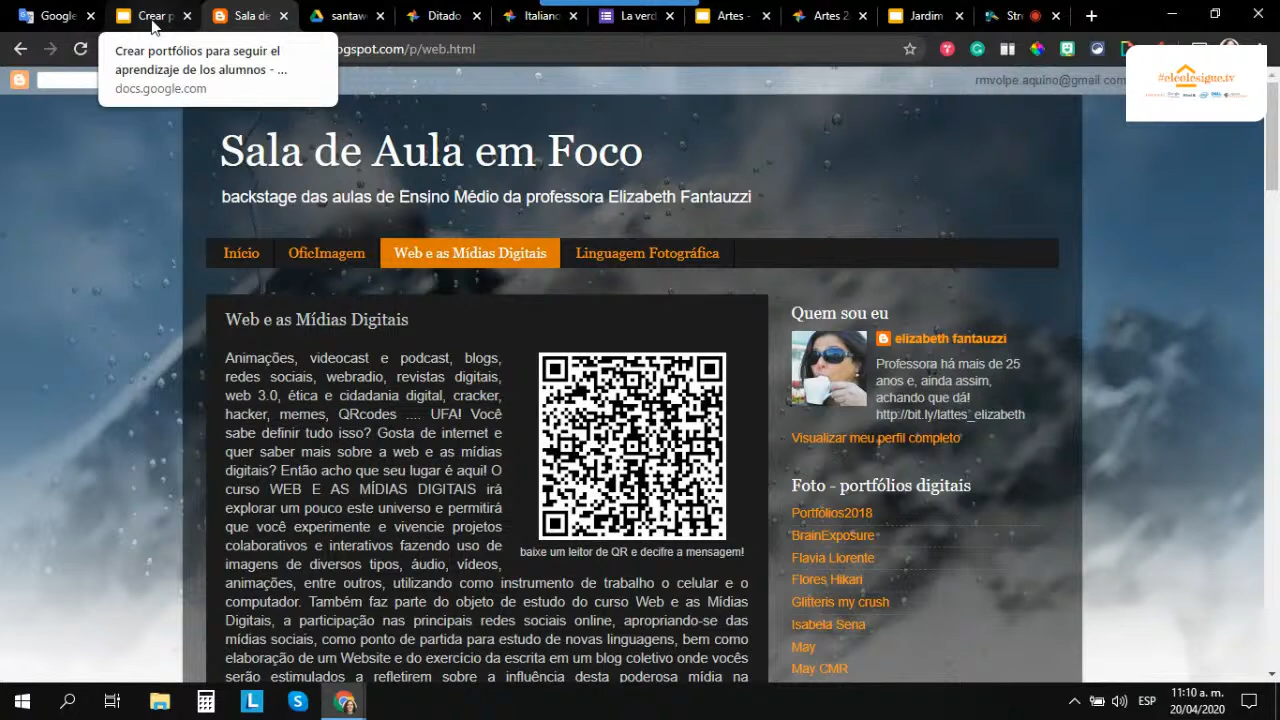 Google
Crear p
Sala de
santaw
Ditado
Italiano
La verd
Artes -
Artes 2
Jardim
Stre
ogspot.com/p/web.html
Crear portfólios para seguir el
aprendizaje de los alumnos - ...
docs.google.com
rmvolpe.aquino@gmail.com
#elcolesigue.tv
Sala de Aula em Foco
backstage das aulas de Ensino Médio da professora Elizabeth Fantauzzi
Início
OficImagem
Web e as Mídias Digitais
Linguagem Fotográfica
Web e as Mídias Digitais
Animações, videocast e podcast, blogs,
redes sociais, webradio, revistas digitais,
web 3.0, ética e cidadania digital, cracker,
hacker, memes, QRcodes .... UFA! Você
sabe definir tudo isso? Gosta de internet e
quer saber mais sobre a web e as mídias
digitais? Então acho que seu lugar é aqui! O
curso WEB E AS MÍDIAS DIGITAIS irá
explorar um pouco este universo e permitirá
que você experimente e vivencie projetos
colaborativos e interativos fazendo uso de
imagens de diversos tipos, áudio, vídeos,
baixe um leitor de QR e decifre a mensagem!
animações, entre outros, utilizando como instrumento de trabalho o celular e o
computador. Também faz parte do objeto de estudo do curso Web e as Mídias
Digitais, a participação nas principais redes sociais online, apropriando-se das
mídias sociais, como ponto de partida para estudo de novas linguagens, bem como
elaboração de um Website e do exercício da escrita em um blog coletivo onde vocês
serão estimulados a refletirem sobre a influência desta poderosa mídia na
Quem sou eu
elizabeth fantauzzi
Professora há mais de 25
anos e, ainda assim,
achando que dá!
http://bit.ly/lattes_elizabeth
Visualizar meu perfil completo
Foto - portfólios digitais
Portfólios2018
BrainExposure
Flavia Llorente
Flores Hikari
Glitteris my crush
Isabela Sena
May
May CMR
ESP
11:10 a. m.
20/04/2020